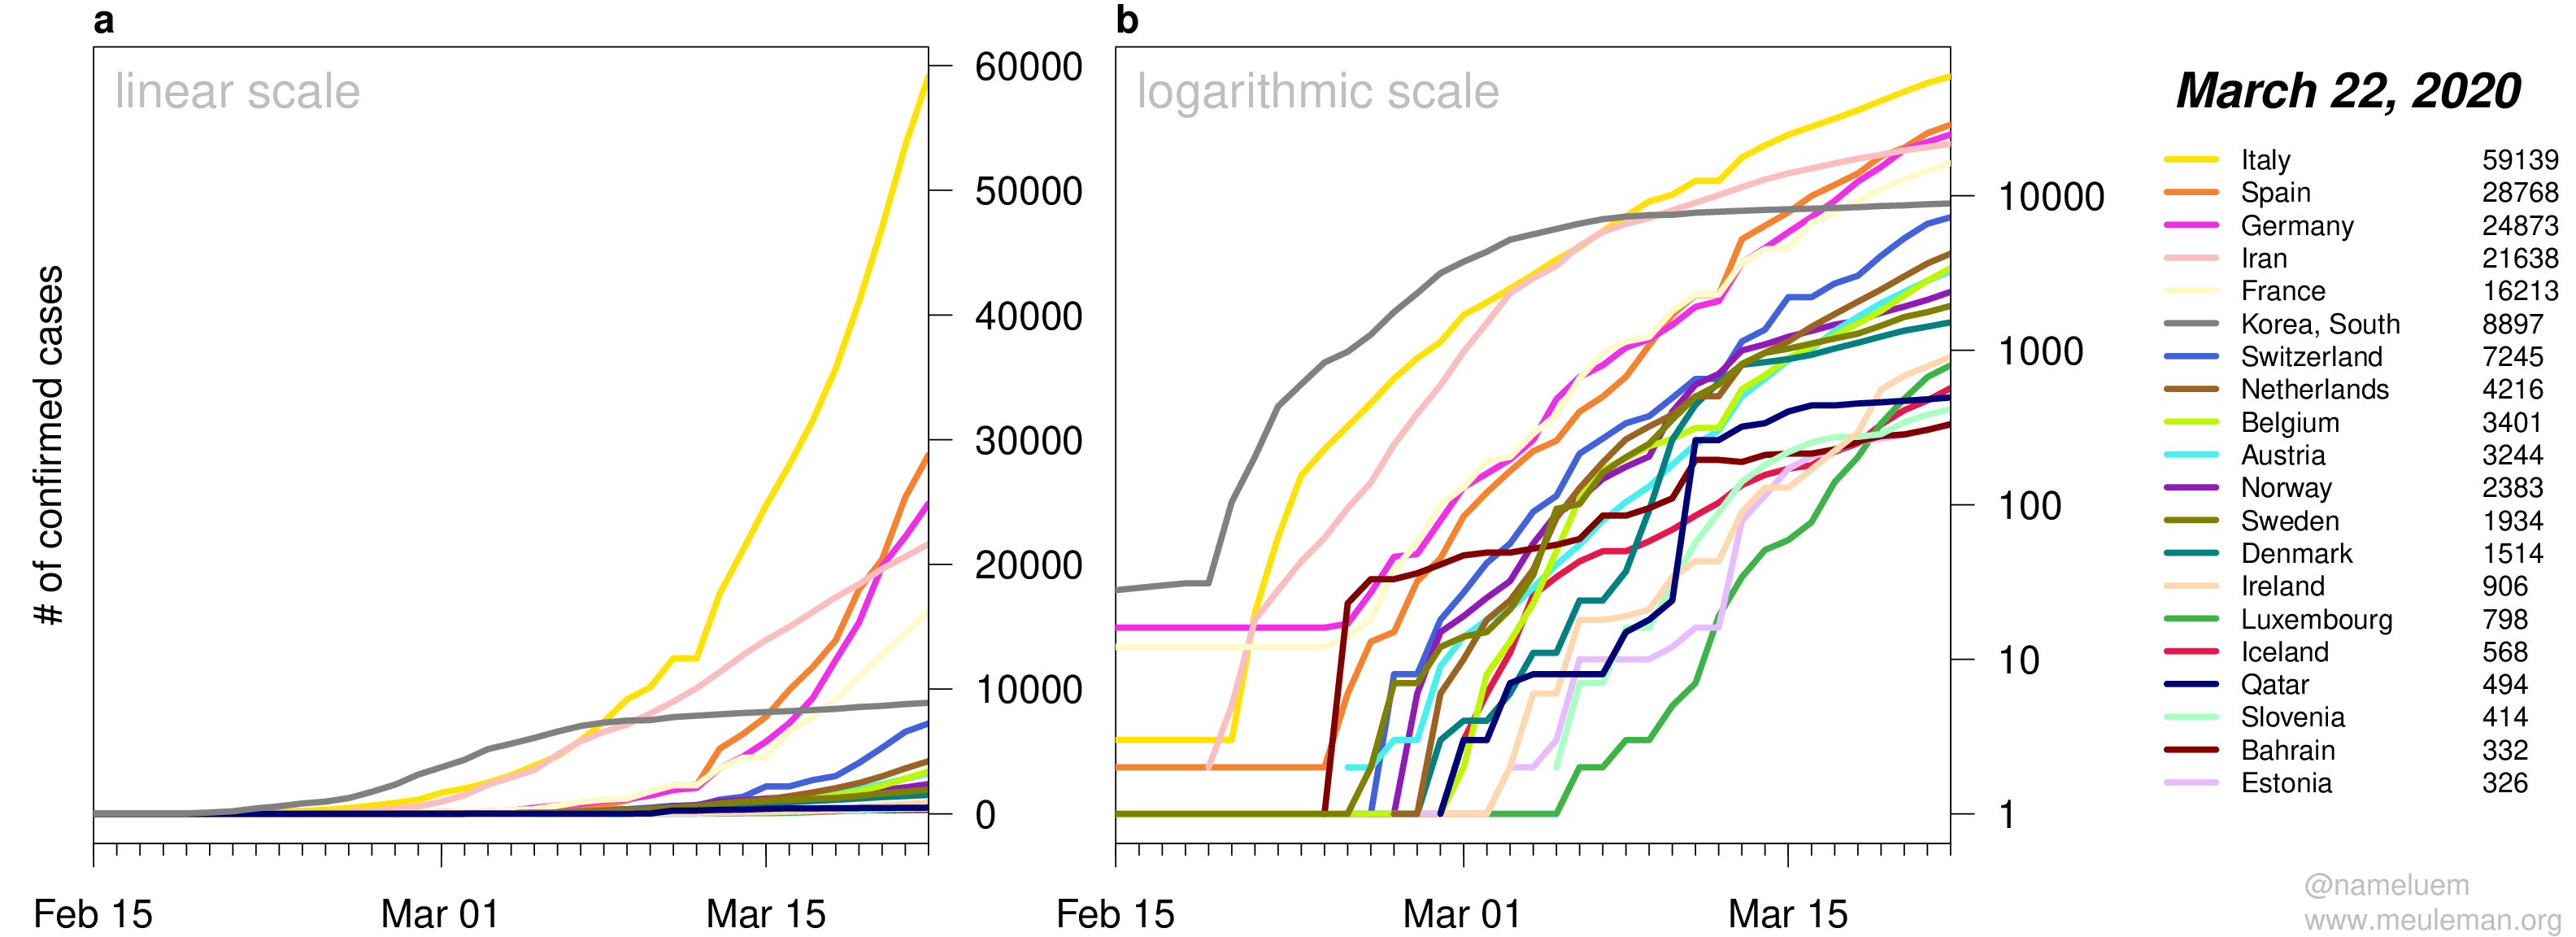 a
linear scale
# of confirmed cases
60000
50000
40000
30000
20000
10000
0
Feb 15
Mar 01
Mar 15
b
logarithmic scale
10000
1000
100
10
1
Feb 15
Mar 01
Mar 15
March 22, 2020
Italy 59139
Spain 28768
Germany 24873
Iran 21638
France 16213
Korea, South 8897
Switzerland 7245
Netherlands 4216
Belgium 3401
Austria 3244
Norway 2383
Sweden 1934
Denmark 1514
Ireland 906
Luxembourg 798
Iceland 568
Qatar 494
Slovenia 414
Bahrain 332
Estonia 326
@nameluem
www.meuleman.org